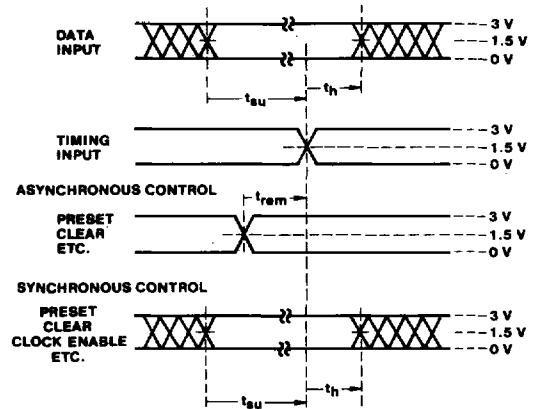 DATA
INPUT
3 V
1.5 V
0 V
tsu
th
TIMING
INPUT
3 V
1.5 V
0 V
ASYNCHRONOUS CONTROL
trem
PRESET
CLEAR
ETC.
3 V
1.5 V
0 V
SYNCHRONOUS CONTROL
PRESET
CLEAR
CLOCK ENABLE
ETC.
3 V
1.5 V
0 V
th
tsu